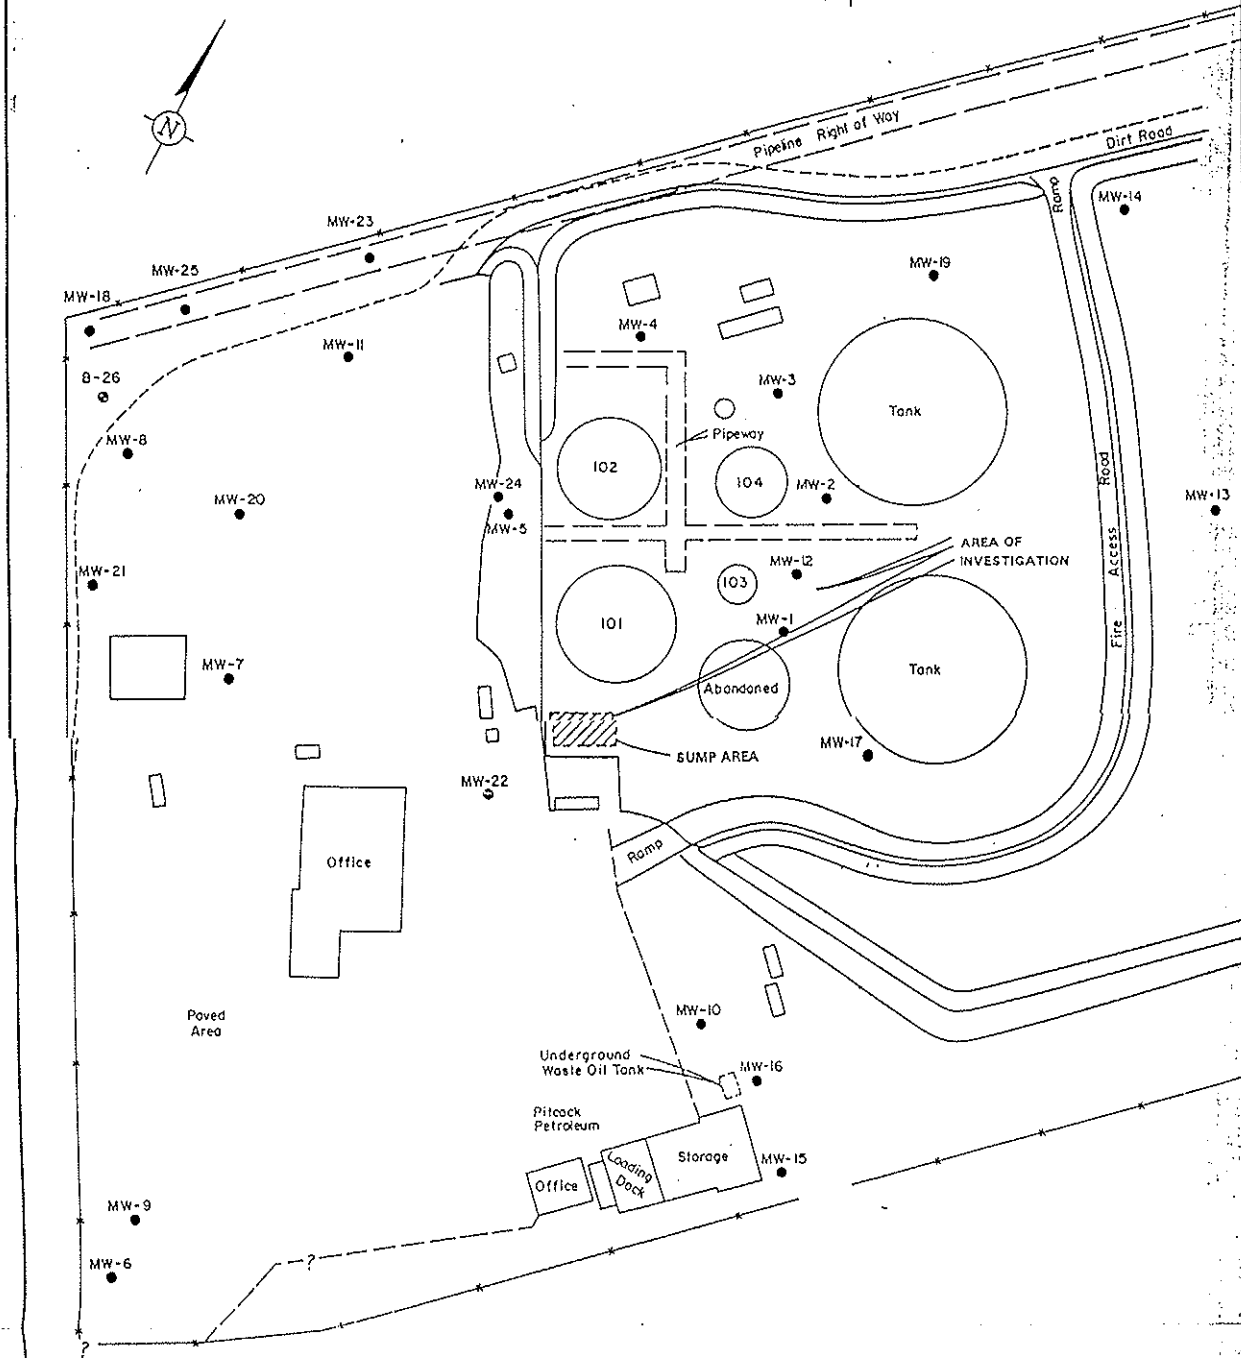 N
Pipeline Right of Way
Dirt Road
Ramp
MW-14
MW-23
MW-25
MW-18
MW-19
MW-4
MW-11
8-26
MW-3
Tank
MW-8
Pipeway
102
104
Road
MW-24
MW-2
MW-13
MW-20
MW-5
Access
AREA OF
INVESTIGATION
MW-12
MW-21
103
101
MW-1
Fire
MW-7
Abandoned
Tank
MW-17
SUMP AREA
MW-22
Ramp
Office
Paved
Area
MW-10
Underground
Waste Oil Tank
MW-16
Pitcock
Petroleum
Loading
Dock
Storage
MW-15
Office
MW-9
?
MW-6
?